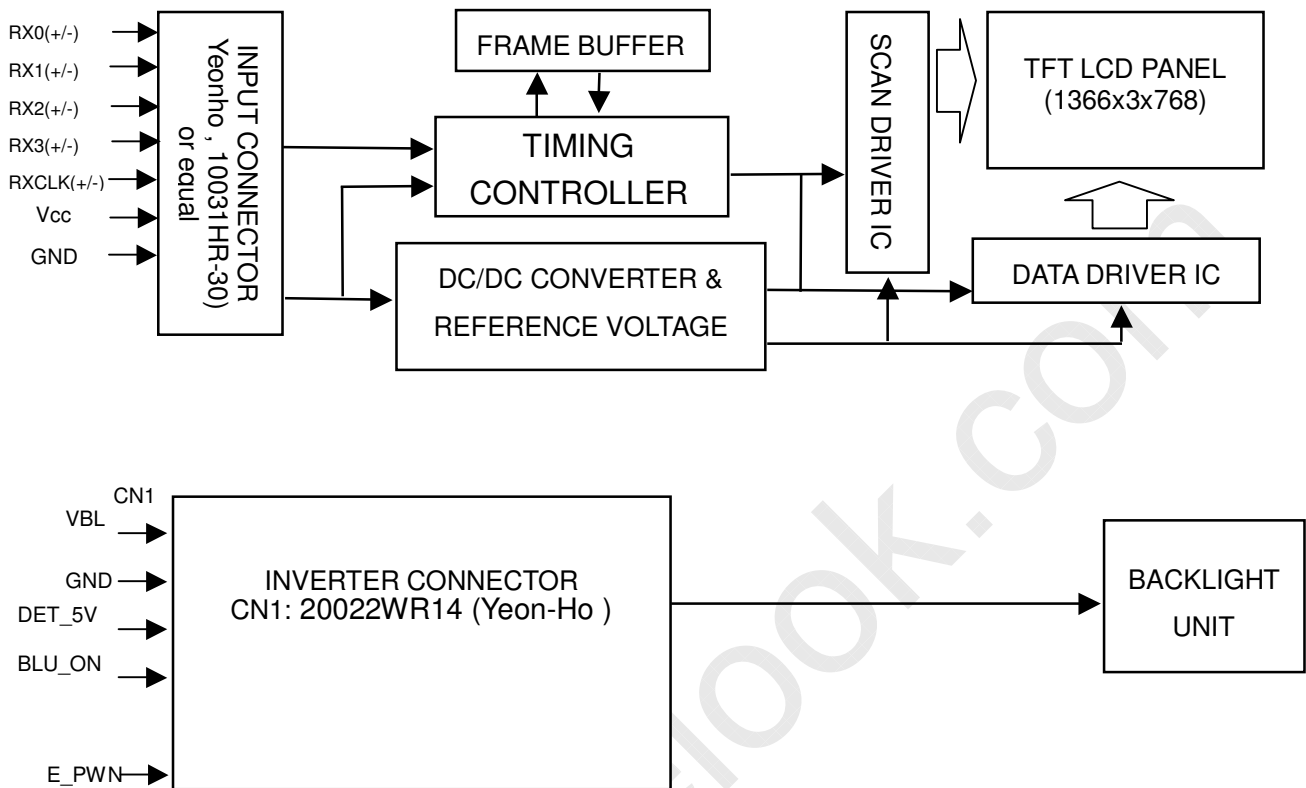 RX0(+/-)
RX1(+/-)
RX2(+/-)
RX3(+/-)
RXCLK(+/-)
Vcc
GND
INPUT CONNECTOR
Yeonho , 10031HR-30)
or equal
FRAME BUFFER
TIMING
CONTROLLER
DC/DC CONVERTER &
REFERENCE VOLTAGE
SCAN DRIVER IC
TFT LCD PANEL
(1366x3x768)
DATA DRIVER IC
CN1
VBL
GND
DET_5V
BLU_ON
E_PWN
INVERTER CONNECTOR
CN1: 20022WR14 (Yeon-Ho )
BACKLIGHT
UNIT
elook.com